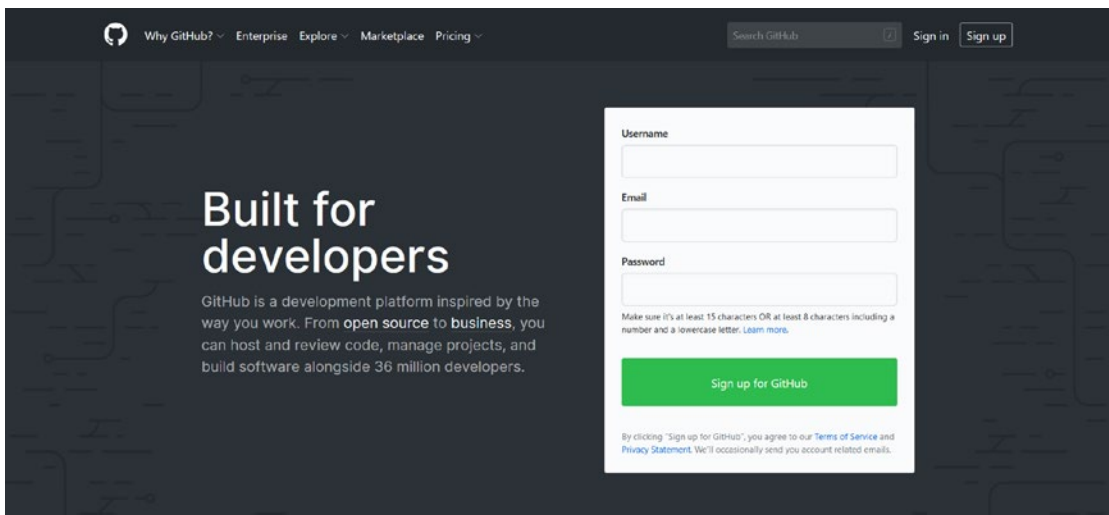 Why GitHub? Enterprise Explore Marketplace Pricing Search GitHub / Sign in Sign up
Built for
developers
GitHub is a development platform inspired by the
way you work. From open source to business, you
can host and review code, manage projects, and
build software alongside 36 million developers.
Username
Email
Password
Make sure it's at least 15 characters OR at least 8 characters including a
number and a lowercase letter. Learn more.
Sign up for GitHub
By clicking "Sign up for GitHub", you agree to our Terms of Service and
Privacy Statement. We'll occasionally send you account related emails.